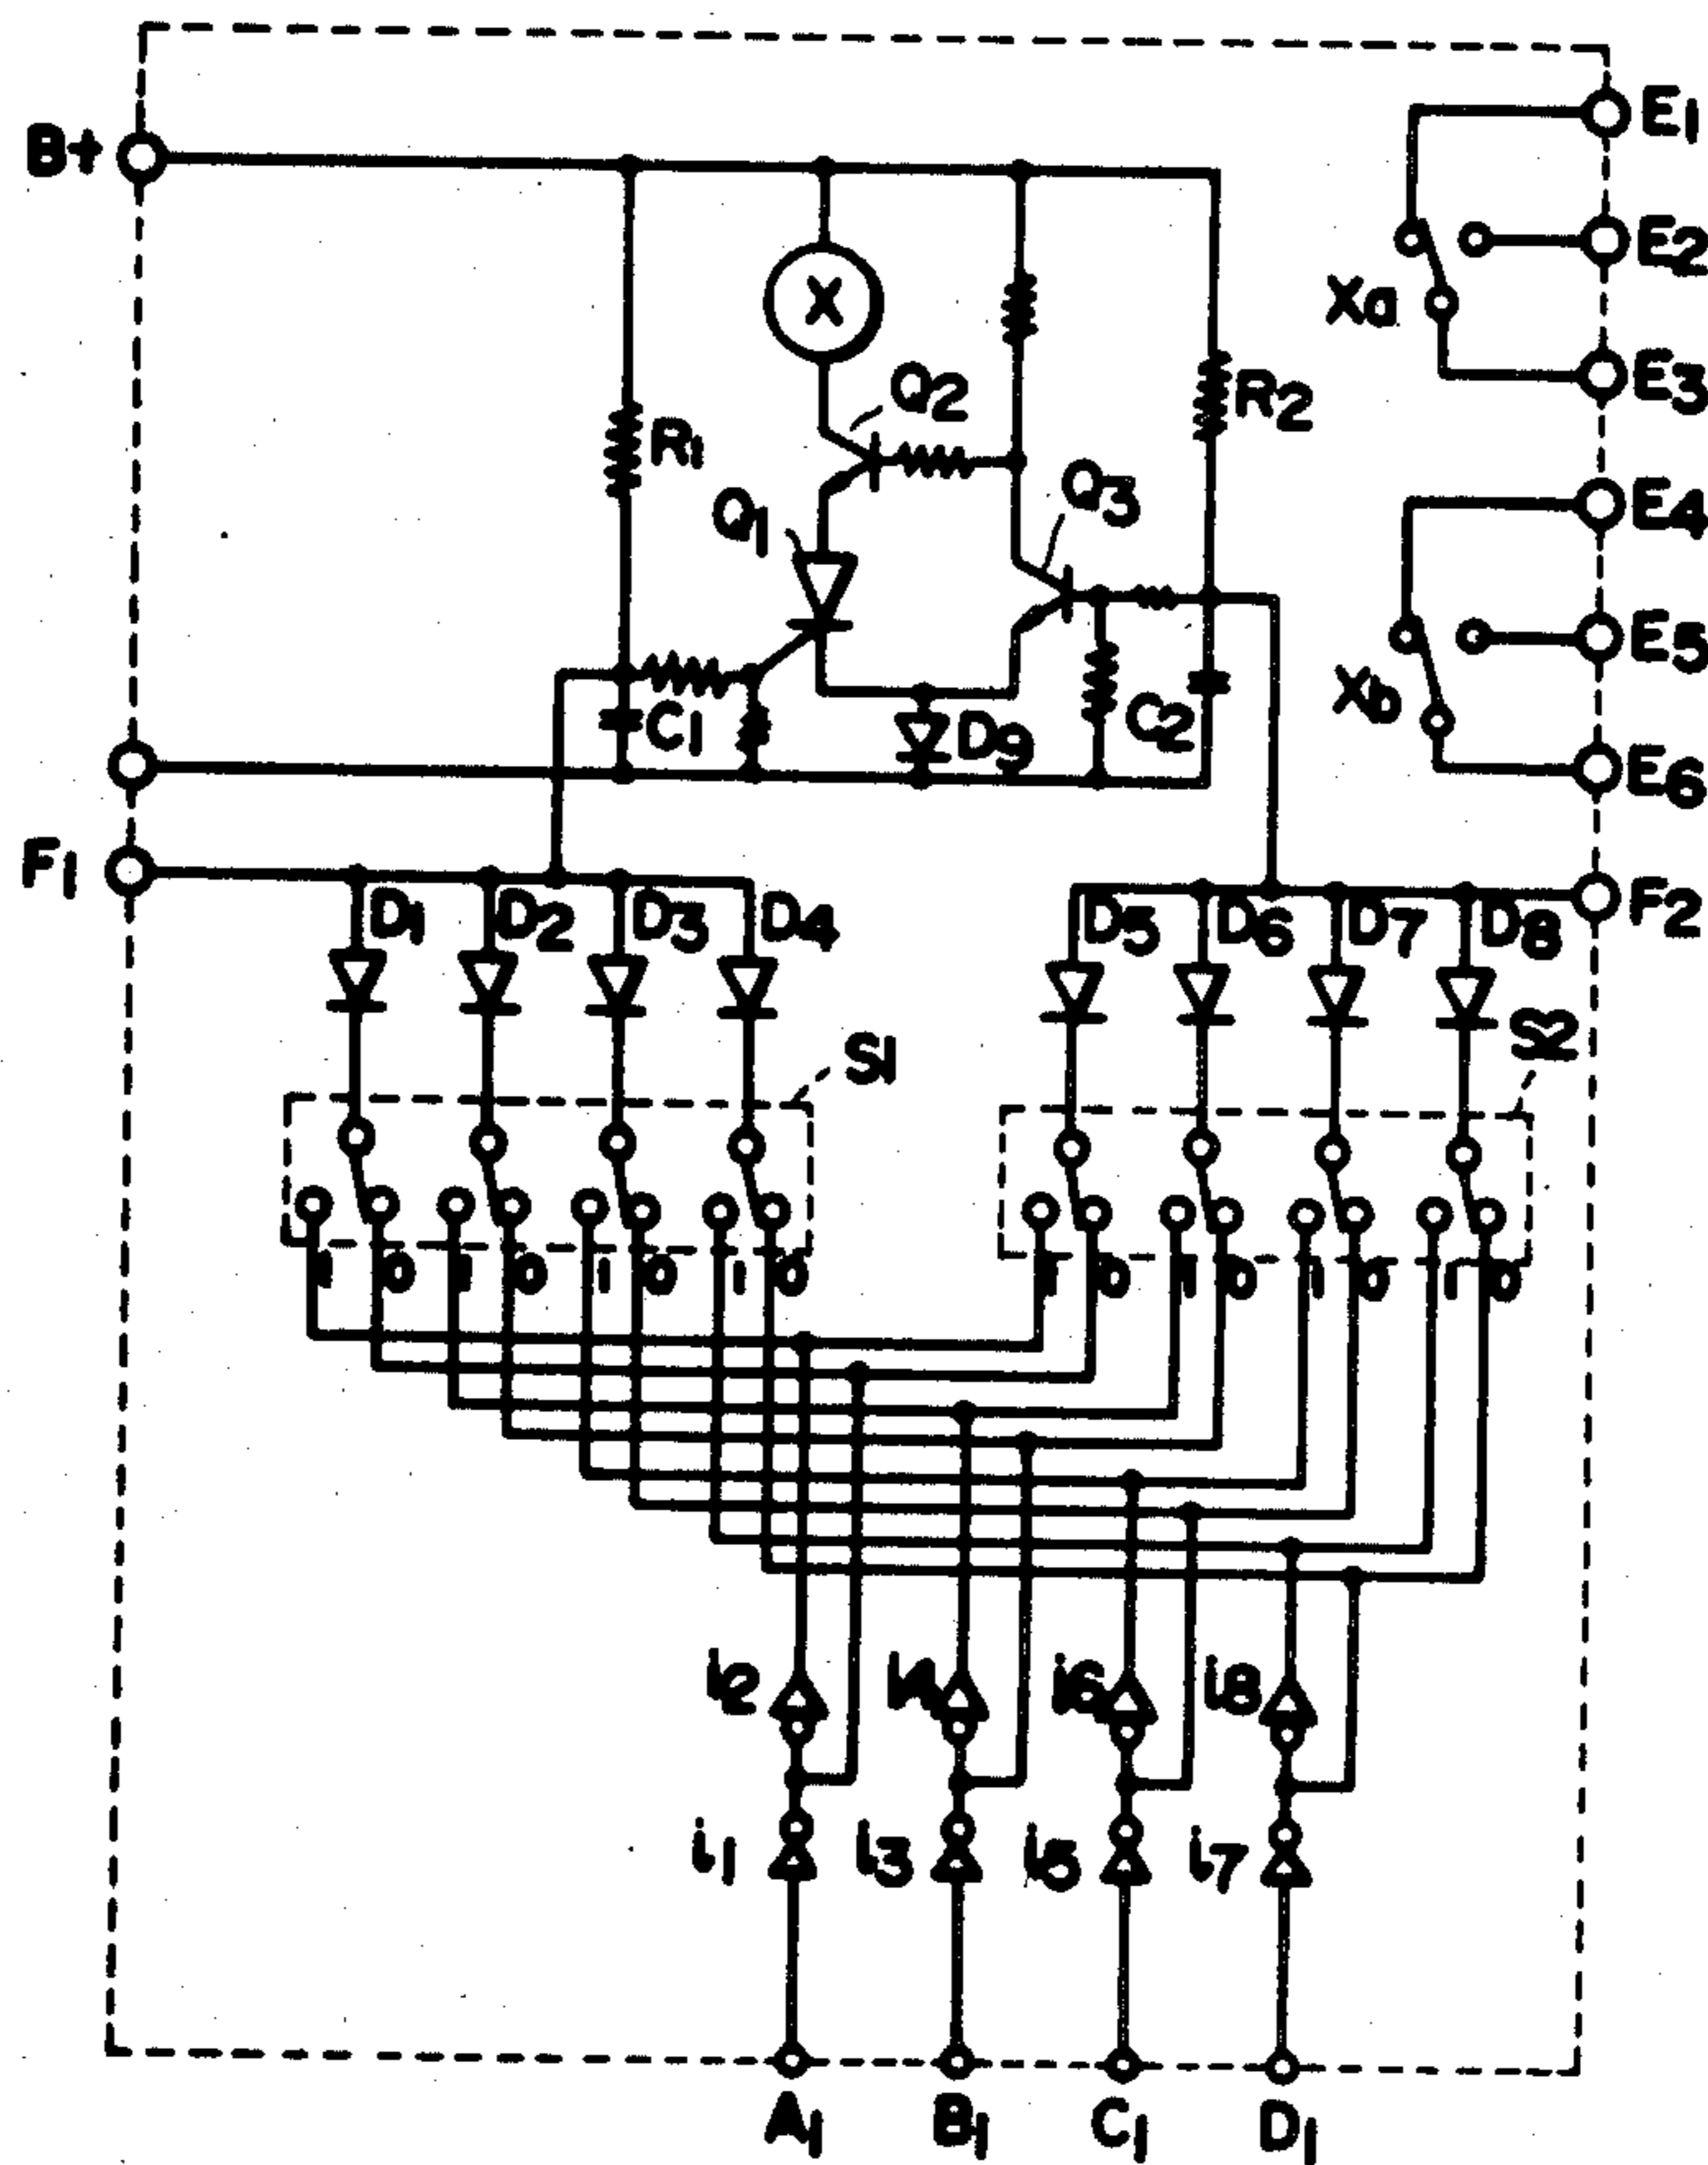 B+
E1
E2
X
Xa
E3
Q2
R2
R1
Q3
E4
Q1
E5
Xb
C1
D9
C2
E6
F1
D1 D2 D3 D4
D5 D6 D7 D8
F2
S1
S2
1 0 1 0 1 0 1 0
1 0 1 0 1 0 1 0
i2 i4 i6 i8
i1 i3 i5 i7
A1 B1 C1 D1